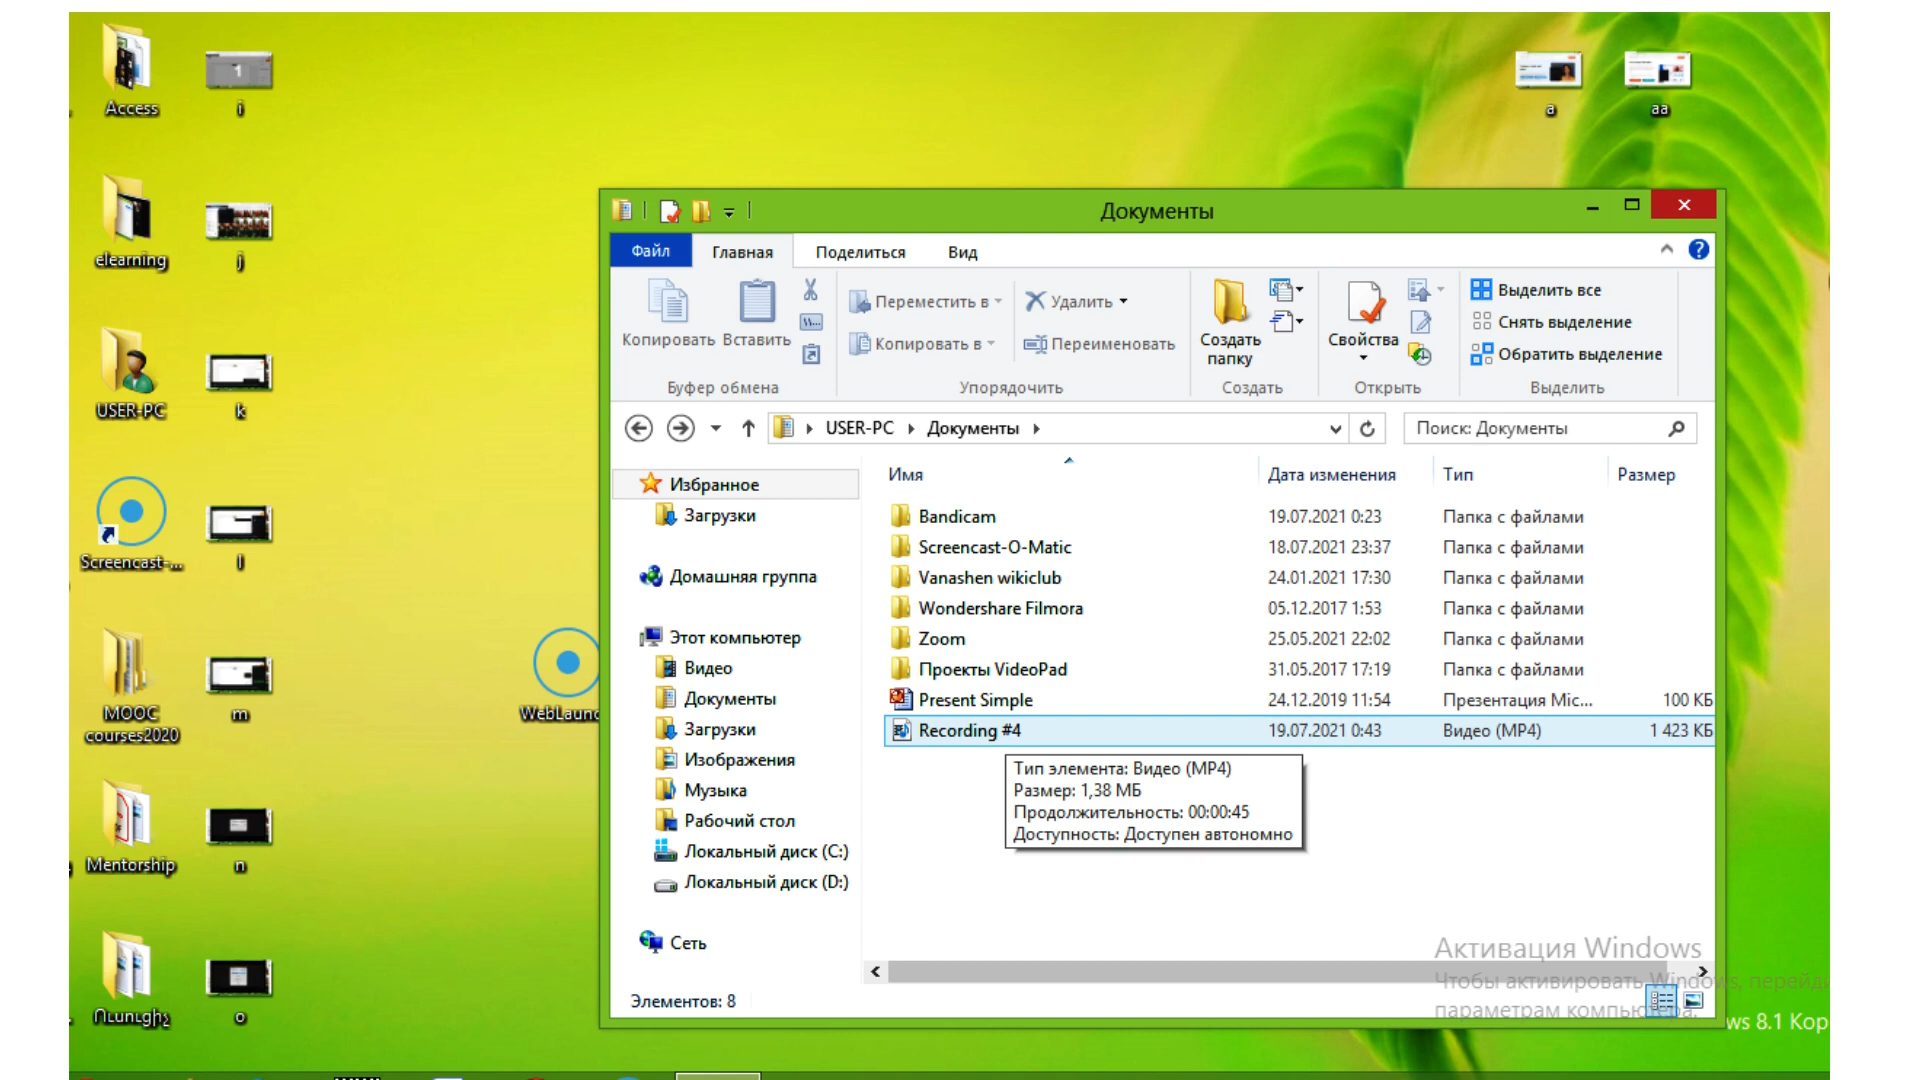 Access
i
a
aa
elearning
j
USER-PC
k
Screencast-...
l
MOOC
courses2020
m
Mentorship
n
Ուսուցիչ
o
WebLaunc
Документы
Файл
Главная
Поделиться
Вид
Копировать
Вставить
Буфер обмена
Переместить в
Копировать в
Удалить
Переименовать
Упорядочить
Создать
папку
Создать
Свойства
Открыть
Выделить все
Снять выделение
Обратить выделение
Выделить
USER-PC
Документы
Поиск: Документы
Избранное
Загрузки
Домашняя группа
Этот компьютер
Видео
Документы
Загрузки
Изображения
Музыка
Рабочий стол
Локальный диск (C:)
Локальный диск (D:)
Сеть
Имя Дата изменения Тип Размер
Bandicam 19.07.2021 0:23 Папка с файлами
Screencast-O-Matic 18.07.2021 23:37 Папка с файлами
Vanashen wikiclub 24.01.2021 17:30 Папка с файлами
Wondershare Filmora 05.12.2017 1:53 Папка с файлами
Zoom 25.05.2021 22:02 Папка с файлами
Проекты VideoPad 31.05.2017 17:19 Папка с файлами
Present Simple 24.12.2019 11:54 Презентация Mic... 100 КБ
Recording #4 19.07.2021 0:43 Видео (MP4) 1 423 КБ
Тип элемента: Видео (MP4)
Размер: 1,38 МБ
Продолжительность: 00:00:45
Доступность: Доступен автономно
Элементов: 8
Активация Windows
Чтобы активировать Windows, перейди
параметрам компьютера.
ws 8.1 Кор